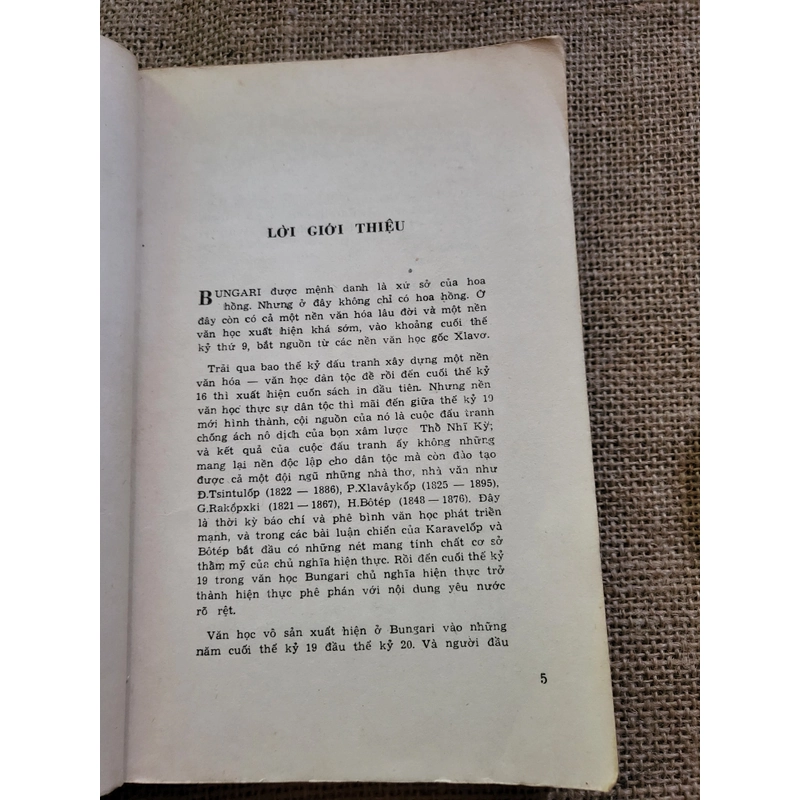 LỜI GIỚI THIỆU
BUNGARI được mệnh danh là xứ sở của hoa
hồng. Nhưng ở đây không chỉ có hoa hồng. Ở
đây còn có cả một nền văn hóa lâu đời và một nền
văn học xuất hiện khá sớm, vào khoảng cuối thế
kỷ thứ 9, bắt nguồn từ các nền văn học gốc Xlavơ.
Trải qua bao thế kỷ đấu tranh xây dựng một nền
văn hóa — văn học dân tộc để rồi đến cuối thế kỷ
16 thì xuất hiện cuốn sách in đầu tiên. Nhưng nền
văn học thực sự dân tộc thì mãi đến giữa thế kỷ 19
mới hình thành, cội nguồn của nó là cuộc đấu tranh
chống ách nô dịch của bọn xâm lược Thổ Nhĩ Kỳ;
và kết quả của cuộc đấu tranh ấy không những
mang lại nền độc lập cho dân tộc mà còn đào tạo
được cả một đội ngũ những nhà thơ, nhà văn như
Đ.Tsintulốp (1822 — 1886), P.Xlavâykốp (1825 — 1895),
G.Rakốpxki (1821 — 1867), H.Bôtép (1848 — 1876). Đây
là thời kỳ báo chí và phê bình văn học phát triển
mạnh, và trong các bài luận chiến của Karavelốp và
Bôtép bắt đầu có những nét mang tính chất cơ sở
thẩm mỹ của chủ nghĩa hiện thực. Rồi đến cuối thế kỷ
19 trong văn học Bungari chủ nghĩa hiện thực trở
thành hiện thực phê phán với nội dung yêu nước
rõ rệt.
Văn học vô sản xuất hiện ở Bungari vào những
năm cuối thế kỷ 19 đầu thế kỷ 20. Và người đầu
5